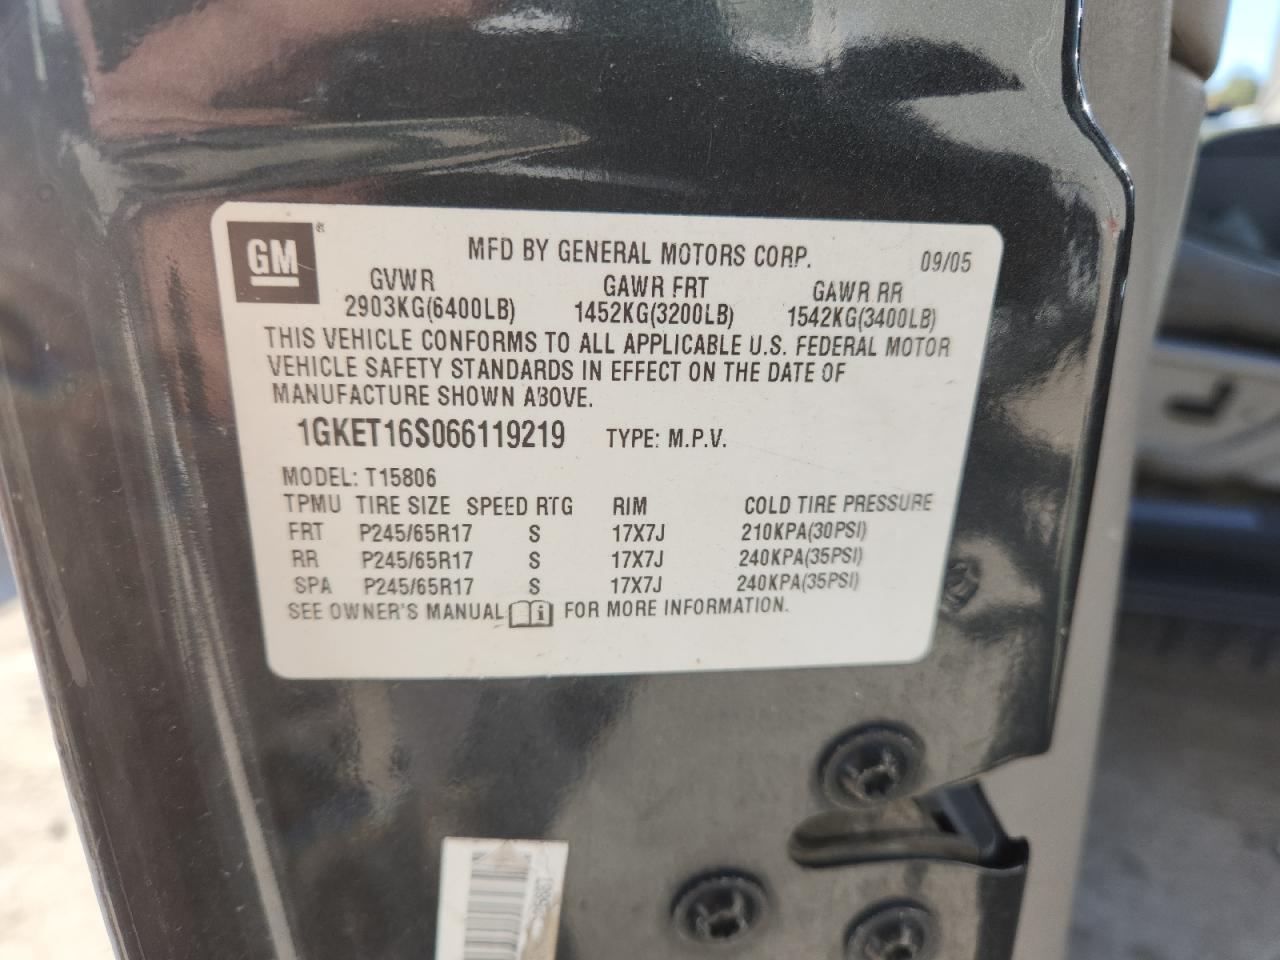 GM®
MFD BY GENERAL MOTORS CORP. 09/05
GVWR GAWR FRT GAWR RR
2903KG(6400LB) 1452KG(3200LB) 1542KG(3400LB)
THIS VEHICLE CONFORMS TO ALL APPLICABLE U.S. FEDERAL MOTOR
VEHICLE SAFETY STANDARDS IN EFFECT ON THE DATE OF
MANUFACTURE SHOWN ABOVE.
1GKET16S066119219 TYPE: M.P.V.
MODEL: T15806
TPMU TIRE SIZE SPEED RTG RIM COLD TIRE PRESSURE
FRT P245/65R17 S 17X7J 210KPA(30PSI)
RR P245/65R17 S 17X7J 240KPA(35PSI)
SPA P245/65R17 S 17X7J 240KPA(35PSI)
SEE OWNER'S MANUAL i FOR MORE INFORMATION.